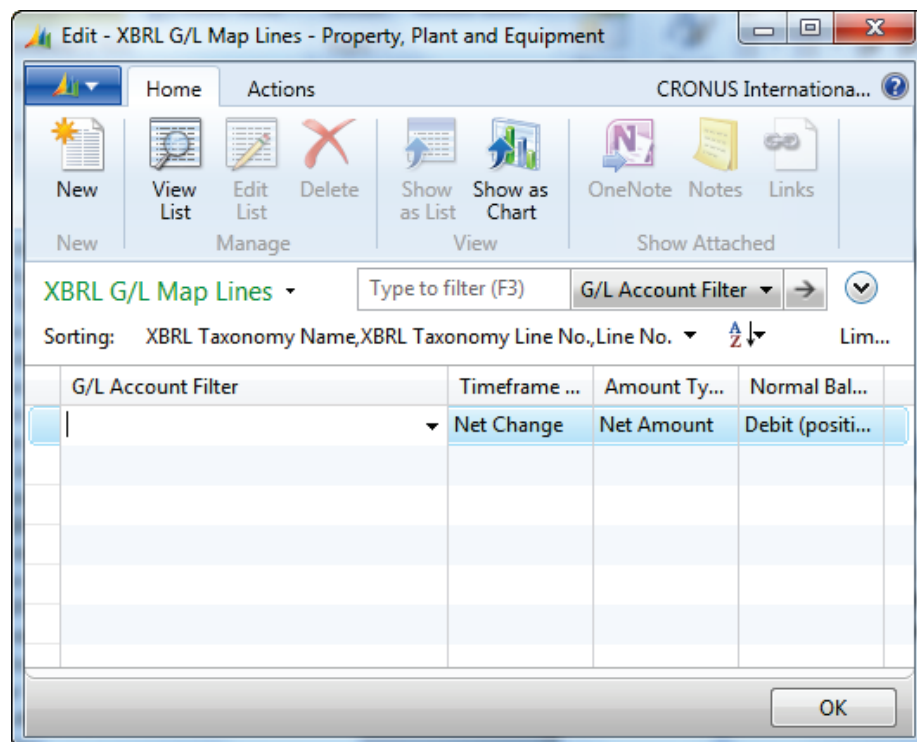 Edit - XBRL G/L Map Lines - Property, Plant and Equipment
X
Home Actions CRONUS Internationa... ?
New View List Edit List Delete Show as List Show as Chart OneNote Notes Links
New Manage View Show Attached
XBRL G/L Map Lines Type to filter (F3) G/L Account Filter
Sorting: XBRL Taxonomy Name,XBRL Taxonomy Line No.,Line No. AZ Lim...
G/L Account Filter Timeframe ... Amount Ty... Normal Bal...
Net Change Net Amount Debit (positi...
OK